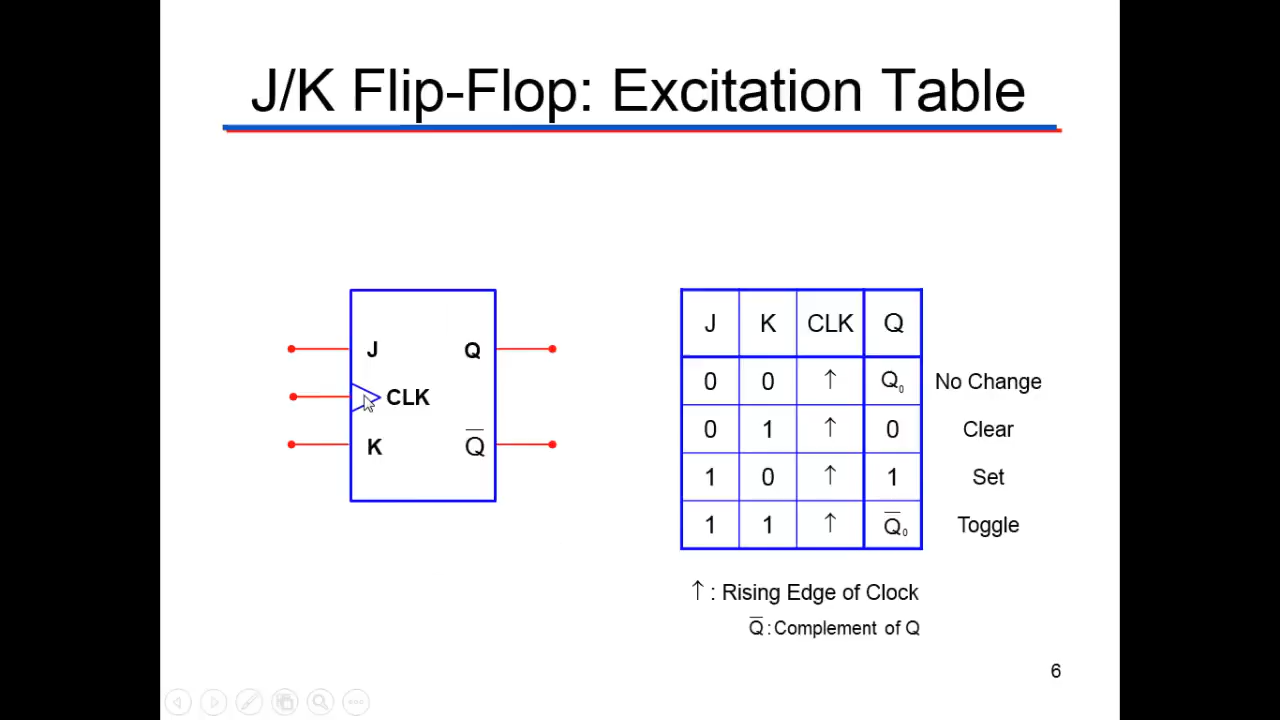 J/K Flip-Flop: Excitation Table
J Q
CLK
K Q̅
J K CLK Q
0 0 ↑ Q₀ No Change
0 1 ↑ 0 Clear
1 0 ↑ 1 Set
1 1 ↑ Q̅₀ Toggle
↑ : Rising Edge of Clock
Q̅ : Complement of Q
6